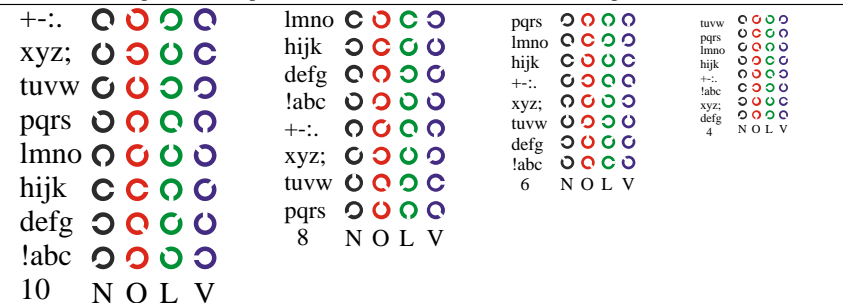 +-:.
xyz;
tuvw
pqrs
lmno
hijk
defg
!abc
10 N O L V
lmno
hijk
defg
!abc
+-:.
xyz;
tuvw
pqrs
8 N O L V
pqrs
lmno
hijk
+-:.
xyz;
tuvw
defg
!abc
6 N O L V
tuvw
pqrs
lmno
hijk
+-:.
!abc
xyz;
defg
4 N O L V